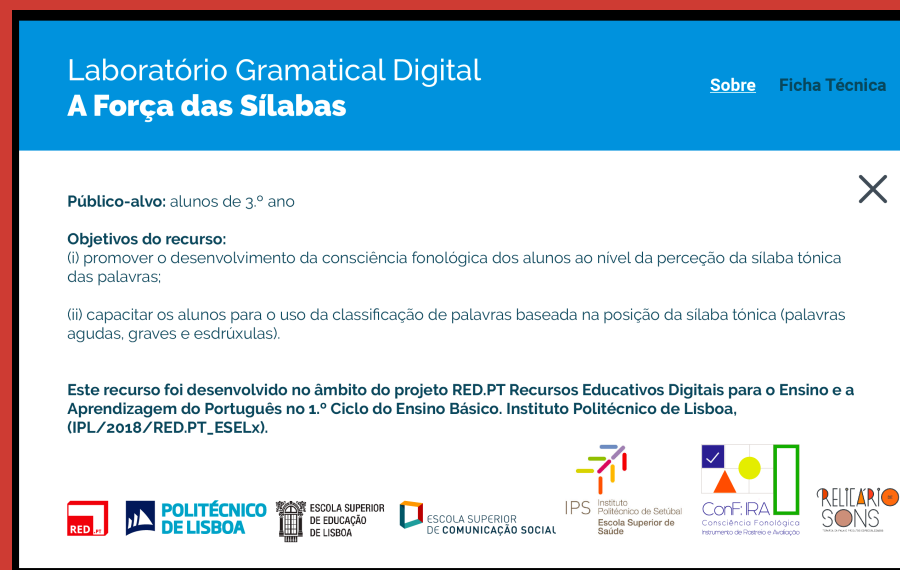 Laboratório Gramatical Digital
A Força das Sílabas
Sobre Ficha Técnica
Público-alvo: alunos de 3.º ano
Objetivos do recurso:
(i) promover o desenvolvimento da consciência fonológica dos alunos ao nível da perceção da sílaba tónica
das palavras;
(ii) capacitar os alunos para o uso da classificação de palavras baseada na posição da sílaba tónica (palavras
agudas, graves e esdrúxulas).
Este recurso foi desenvolvido no âmbito do projeto RED.PT Recursos Educativos Digitais para o Ensino e a
Aprendizagem do Português no 1.º Ciclo do Ensino Básico. Instituto Politécnico de Lisboa,
(IPL/2018/RED.PT_ESELx).
RED.PT
POLITÉCNICO
DE LISBOA
ESCOLA SUPERIOR
DE EDUCAÇÃO
DE LISBOA
ESCOLA SUPERIOR
DE COMUNICAÇÃO SOCIAL
IPS Instituto
Politécnico de Setúbal
Escola Superior de
Saúde
ConF:IRA
Consciência Fonológica
Instrumento de Rastreio e Avaliação
RELICÁRIO
SONS